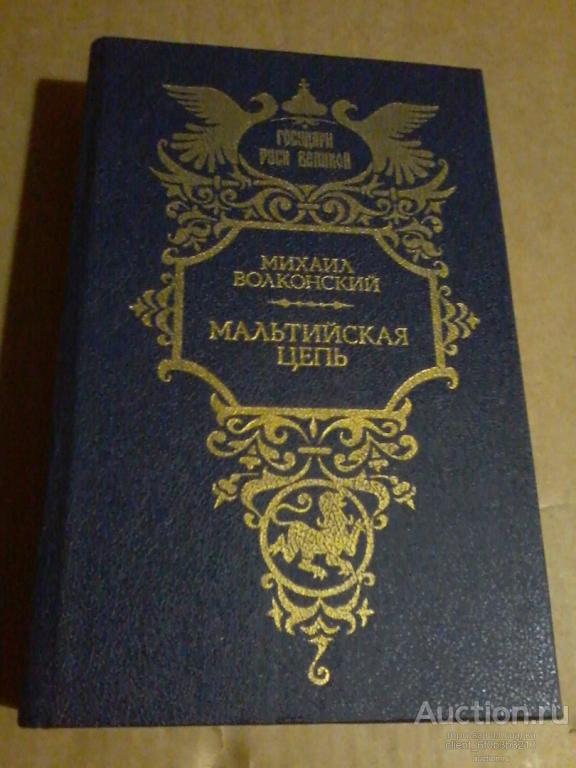 ГОСУДАРИ
РУСИ ВЕЛИКОЙ
МИХАИЛ
ВОЛКОНСКИЙ
МАЛЬТИЙСКАЯ
ЦЕПЬ
Auction.ru